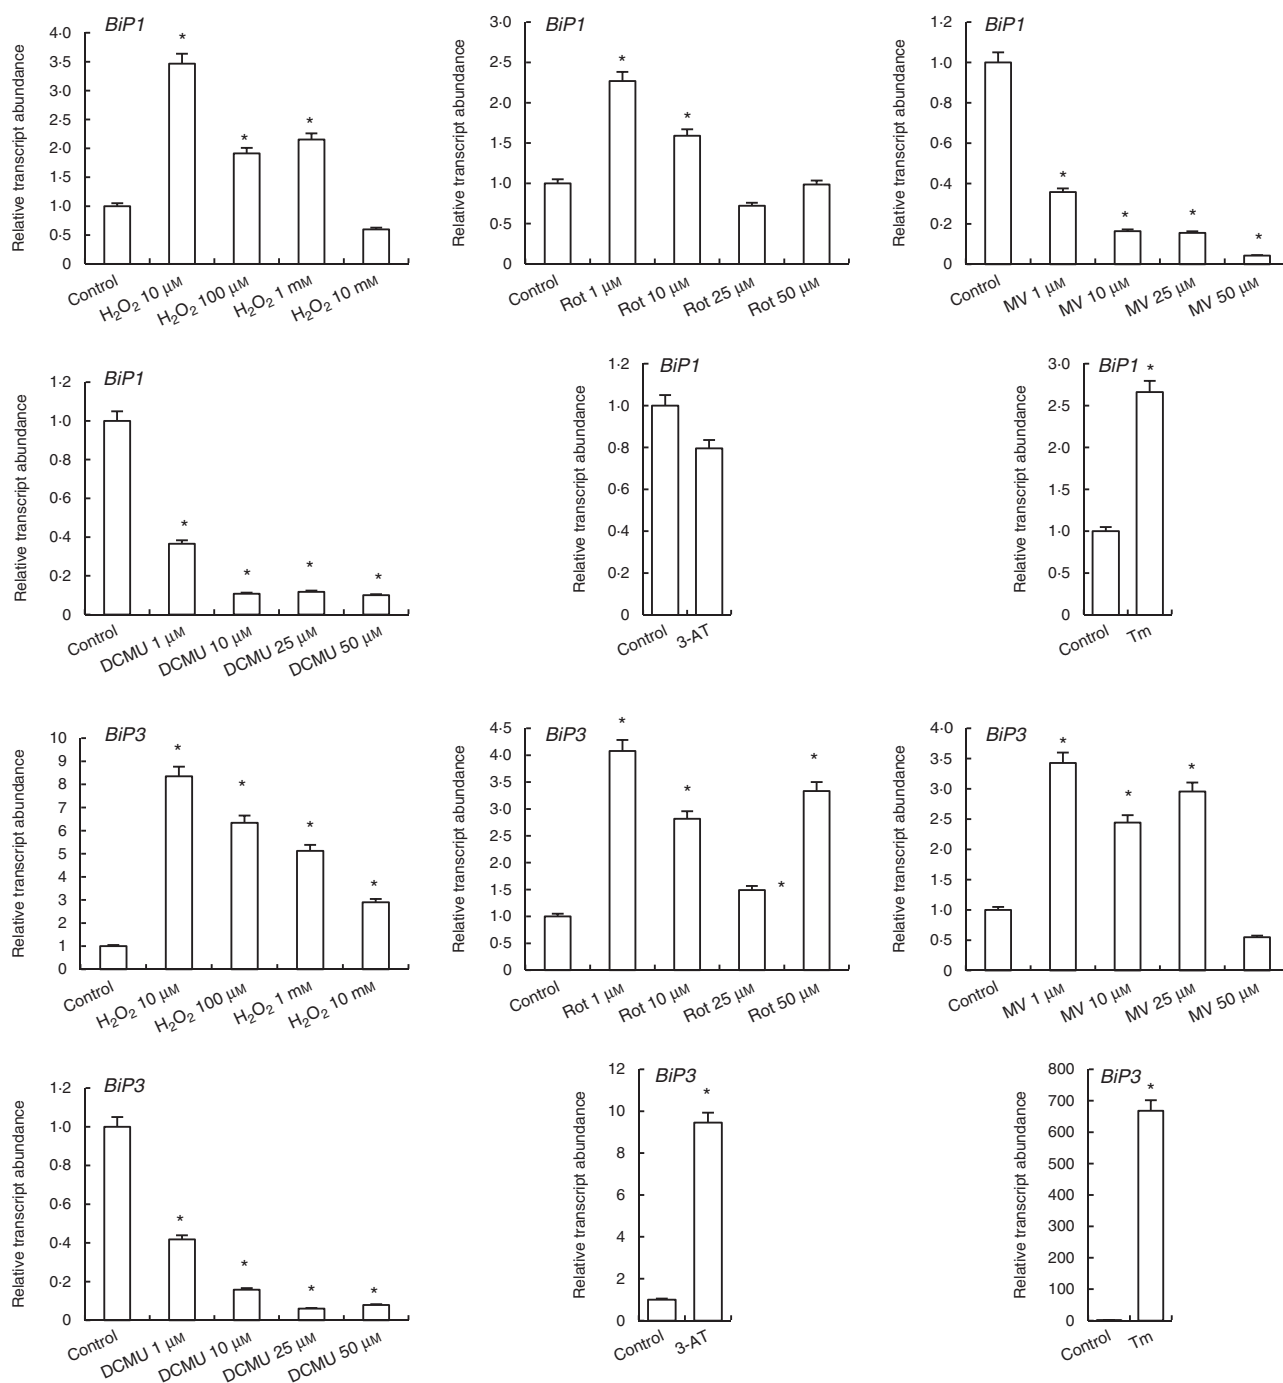 BiP1
Relative transcript abundance
4·0
3·5
3·0
2·5
2·0
1·5
1·0
0·5
0
*
*
*
Control
H₂O₂ 10 μM
H₂O₂ 100 μM
H₂O₂ 1 mM
H₂O₂ 10 mM
BiP1
Relative transcript abundance
3·0
2·5
2·0
1·5
1·0
0·5
0
*
*
Control
Rot 1 μM
Rot 10 μM
Rot 25 μM
Rot 50 μM
BiP1
Relative transcript abundance
1·2
1·0
0·8
0·6
0·4
0·2
0
*
*
*
*
Control
MV 1 μM
MV 10 μM
MV 25 μM
MV 50 μM
BiP1
Relative transcript abundance
1·2
1·0
0·8
0·6
0·4
0·2
0
*
*
*
*
Control
DCMU 1 μM
DCMU 10 μM
DCMU 25 μM
DCMU 50 μM
BiP1
Relative transcript abundance
1·2
1·0
0·8
0·6
0·4
0·2
0
Control
3-AT
BiP1
Relative transcript abundance
3·0
2·5
2·0
1·5
1·0
0·5
0
*
Control
Tm
BiP3
Relative transcript abundance
10
9
8
7
6
5
4
3
2
1
0
*
*
*
*
Control
H₂O₂ 10 μM
H₂O₂ 100 μM
H₂O₂ 1 mM
H₂O₂ 10 mM
BiP3
Relative transcript abundance
4·5
4·0
3·5
3·0
2·5
2·0
1·5
1·0
0·5
0
*
*
*
*
Control
Rot 1 μM
Rot 10 μM
Rot 25 μM
Rot 50 μM
BiP3
Relative transcript abundance
4·0
3·5
3·0
2·5
2·0
1·5
1·0
0·5
0
*
*
*
Control
MV 1 μM
MV 10 μM
MV 25 μM
MV 50 μM
BiP3
Relative transcript abundance
1·2
1·0
0·8
0·6
0·4
0·2
0
*
*
*
*
Control
DCMU 1 μM
DCMU 10 μM
DCMU 25 μM
DCMU 50 μM
BiP3
Relative transcript abundance
12
10
8
6
4
2
0
*
Control
3-AT
BiP3
Relative transcript abundance
800
700
600
500
400
300
200
100
0
*
Control
Tm